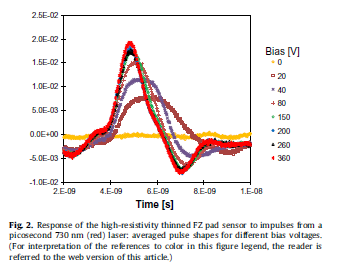 2.5E-02
2.0E-02
1.5E-02
1.0E-02
5.0E-03
0.0E+00
-5.0E-03
-1.0E-02
2.E-09 4.E-09 6.E-09 8.E-09 1.E-08
Time [s]
Bias [V]
0
20
40
80
150
200
260
360
Fig. 2. Response of the high-resistivity thinned FZ pad sensor to impulses from a
picosecond 730 nm (red) laser: averaged pulse shapes for different bias voltages.
(For interpretation of the references to color in this figure legend, the reader is
referred to the web version of this article.)